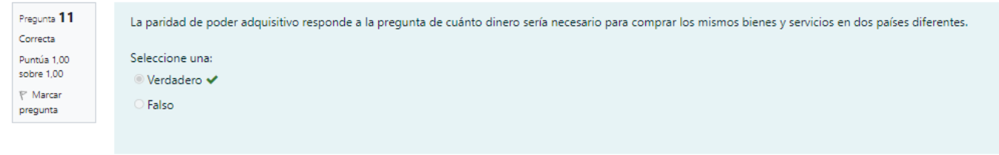 Pregunta 11
Correcta
Puntúa 1,00
sobre 1,00
Marcar
pregunta
La paridad de poder adquisitivo responde a la pregunta de cuánto dinero sería necesario para comprar los mismos bienes y servicios en dos países diferentes.
Seleccione una:
Verdadero
Falso